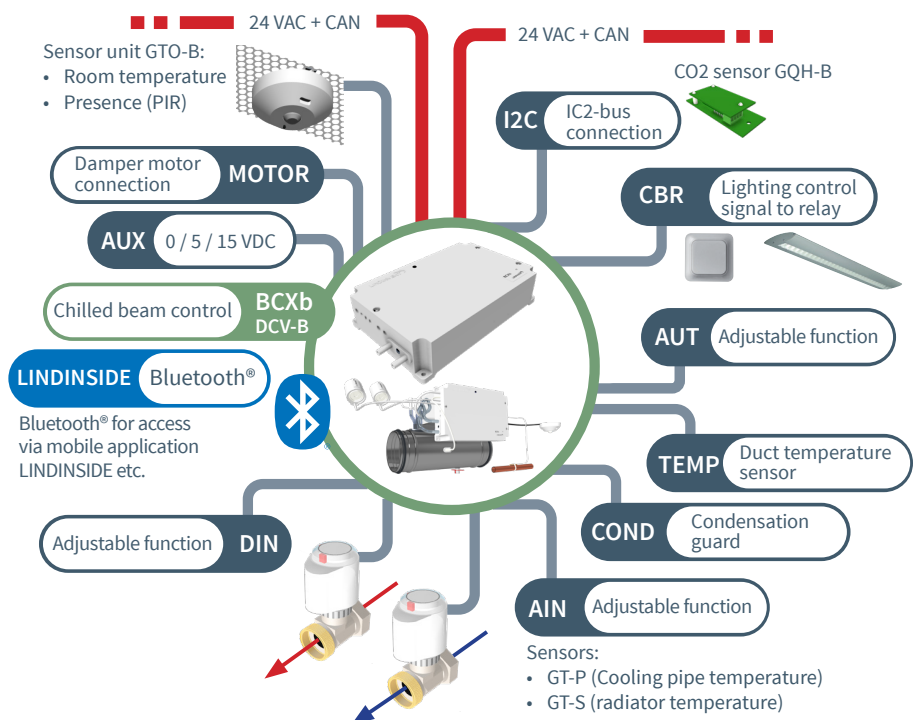 24 VAC + CAN
24 VAC + CAN
Sensor unit GTO-B:
• Room temperature
• Presence (PIR)
CO2 sensor GQH-B
I2C
IC2-bus
connection
Damper motor
connection
MOTOR
CBR
Lighting control
signal to relay
AUX
0 / 5 / 15 VDC
Chilled beam control
BCXb
DCV-B
AUT
Adjustable function
LINDINSIDE
Bluetooth®
Bluetooth® for access
via mobile application
LINDINSIDE etc.
TEMP
Duct temperature
sensor
COND
Condensation
guard
Adjustable function
DIN
AIN
Adjustable function
Sensors:
• GT-P (Cooling pipe temperature)
• GT-S (radiator temperature)